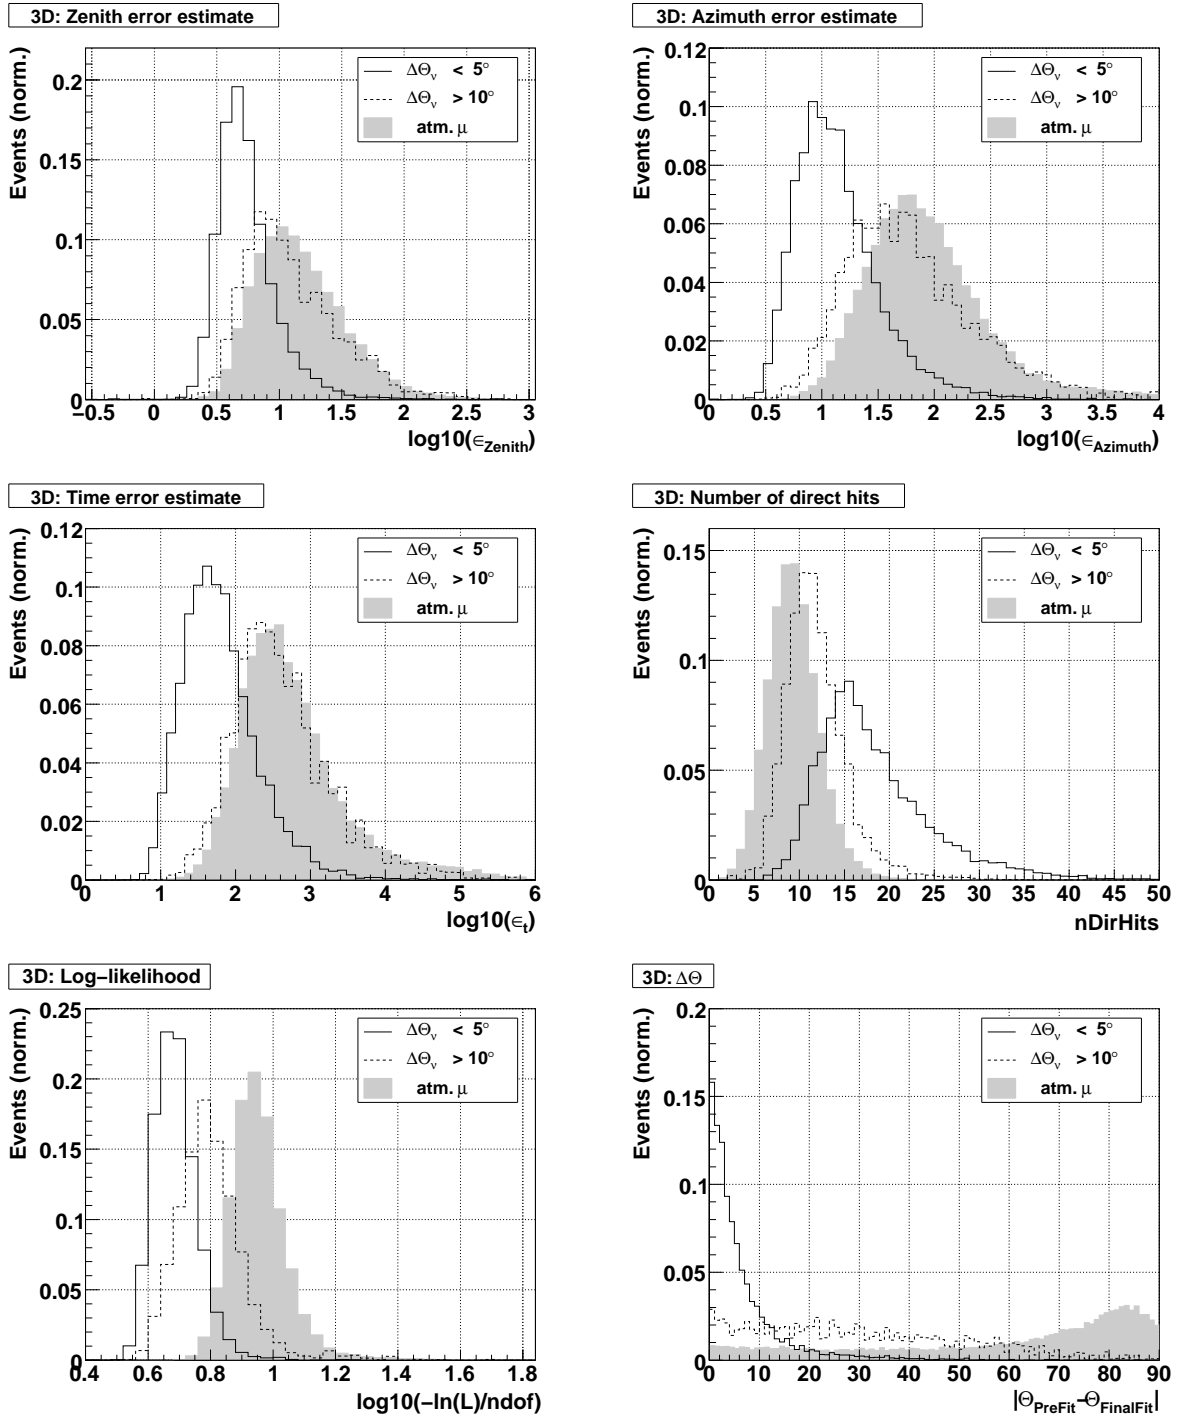 3D: Zenith error estimate
Events (norm.)
0.2
0.15
0.1
0.05
0
−0.5 0 0.5 1 1.5 2 2.5 3
log10(∈Zenith)
ΔΘν < 5°
ΔΘν > 10°
atm. μ
3D: Azimuth error estimate
Events (norm.)
0.12
0.1
0.08
0.06
0.04
0.02
0
0 0.5 1 1.5 2 2.5 3 3.5 4
log10(∈Azimuth)
ΔΘν < 5°
ΔΘν > 10°
atm. μ
3D: Time error estimate
Events (norm.)
0.12
0.1
0.08
0.06
0.04
0.02
0
0 1 2 3 4 5 6
log10(∈t)
ΔΘν < 5°
ΔΘν > 10°
atm. μ
3D: Number of direct hits
Events (norm.)
0.15
0.1
0.05
0
0 5 10 15 20 25 30 35 40 45 50
nDirHits
ΔΘν < 5°
ΔΘν > 10°
atm. μ
3D: Log−likelihood
Events (norm.)
0.25
0.2
0.15
0.1
0.05
0
0.4 0.6 0.8 1 1.2 1.4 1.6 1.8
log10(−ln(L)/ndof)
ΔΘν < 5°
ΔΘν > 10°
atm. μ
3D: ΔΘ
Events (norm.)
0.2
0.15
0.1
0.05
0
0 10 20 30 40 50 60 70 80 90
|ΘPreFit−ΘFinalFit|
ΔΘν < 5°
ΔΘν > 10°
atm. μ